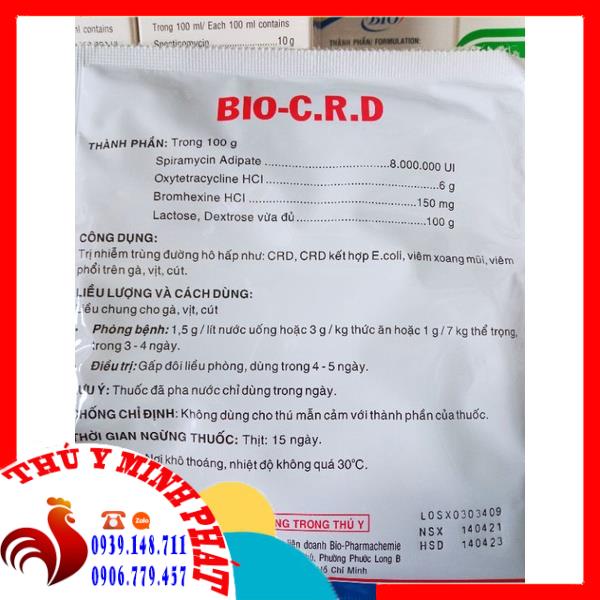 contains
Trong 100 ml/ Each 100 ml contains
Spectinomycin 10 g
BIO
THÀNH PHẦN/ FORMULATION:
ml contains
BIO-C.R.D
THÀNH PHẦN: Trong 100 g
Spiramycin Adipate ........ 8.000.000 UI
Oxytetracycline HCl ........ 6 g
Bromhexine HCl ........ 150 mg
Lactose, Dextrose vừa đủ ........ 100 g
CÔNG DỤNG:
Trị nhiễm trùng đường hô hấp như: CRD, CRD kết hợp E.coli, viêm xoang mũi, viêm
phổi trên gà, vịt, cút.
LIỀU LƯỢNG VÀ CÁCH DÙNG:
Liều chung cho gà, vịt, cút
- Phòng bệnh: 1,5 g / lít nước uống hoặc 3 g / kg thức ăn hoặc 1 g / 7 kg thể trọng,
trong 3 - 4 ngày.
Điều trị: Gấp đôi liều phòng, dùng trong 4 - 5 ngày.
LƯU Ý: Thuốc đã pha nước chỉ dùng trong ngày.
CHỐNG CHỈ ĐỊNH: Không dùng cho thú mẫn cảm với thành phần của thuốc.
THỜI GIAN NGỪNG THUỐC: Thịt: 15 ngày.
Nơi khô thoáng, nhiệt độ không quá 30°C.
NG TRONG THÚ Y
LOSX0303409
NSX 140421
HSD 140423
liên doanh Bio-Pharmachemie
Phường Phước Long B
Hồ Chí Minh
THÚ Y MINH PHÁT
Zalo
0939.148.711
0906.779.457